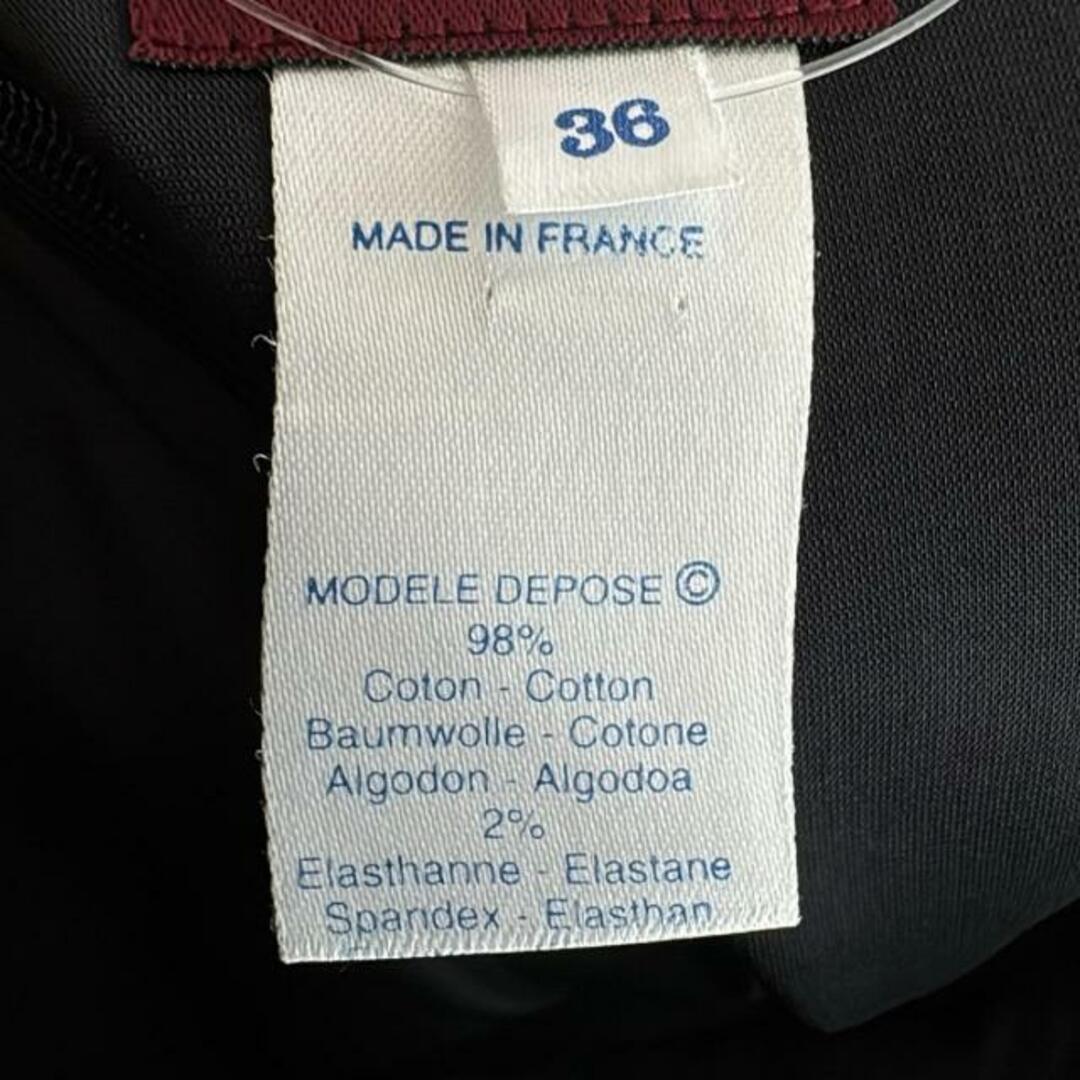 36
MADE IN FRANCE
MODELE DEPOSE ©
98%
Coton - Cotton
Baumwolle - Cotone
Algodon - Algodoa
2%
Elasthanne - Elastane
Spandex - Elasthan